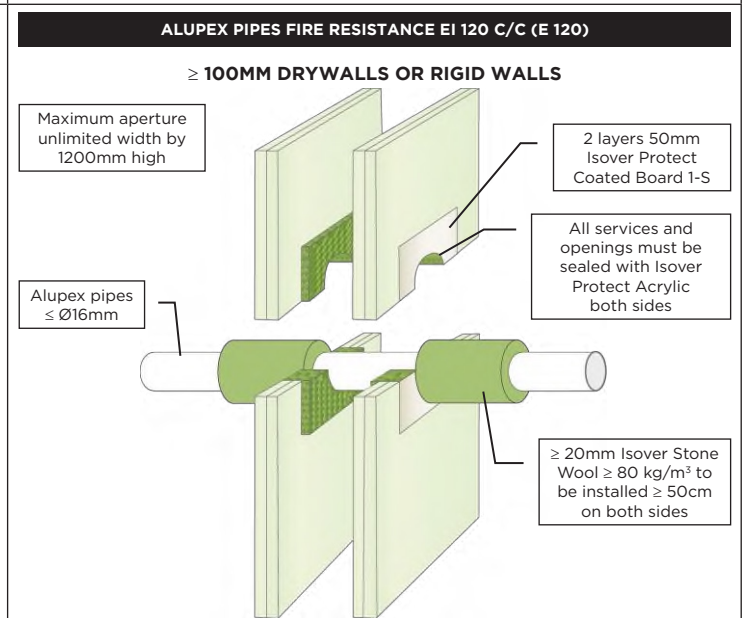 ALUPEX PIPES FIRE RESISTANCE EI 120 C/C (E 120)
≥ 100MM DRYWALLS OR RIGID WALLS
Maximum aperture
unlimited width by
1200mm high
2 layers 50mm
Isover Protect
Coated Board 1-S
All services and
openings must be
sealed with Isover
Protect Acrylic
both sides
Alupex pipes
≤ Ø16mm
≥ 20mm Isover Stone
Wool ≥ 80 kg/m³ to
be installed ≥ 50cm
on both sides